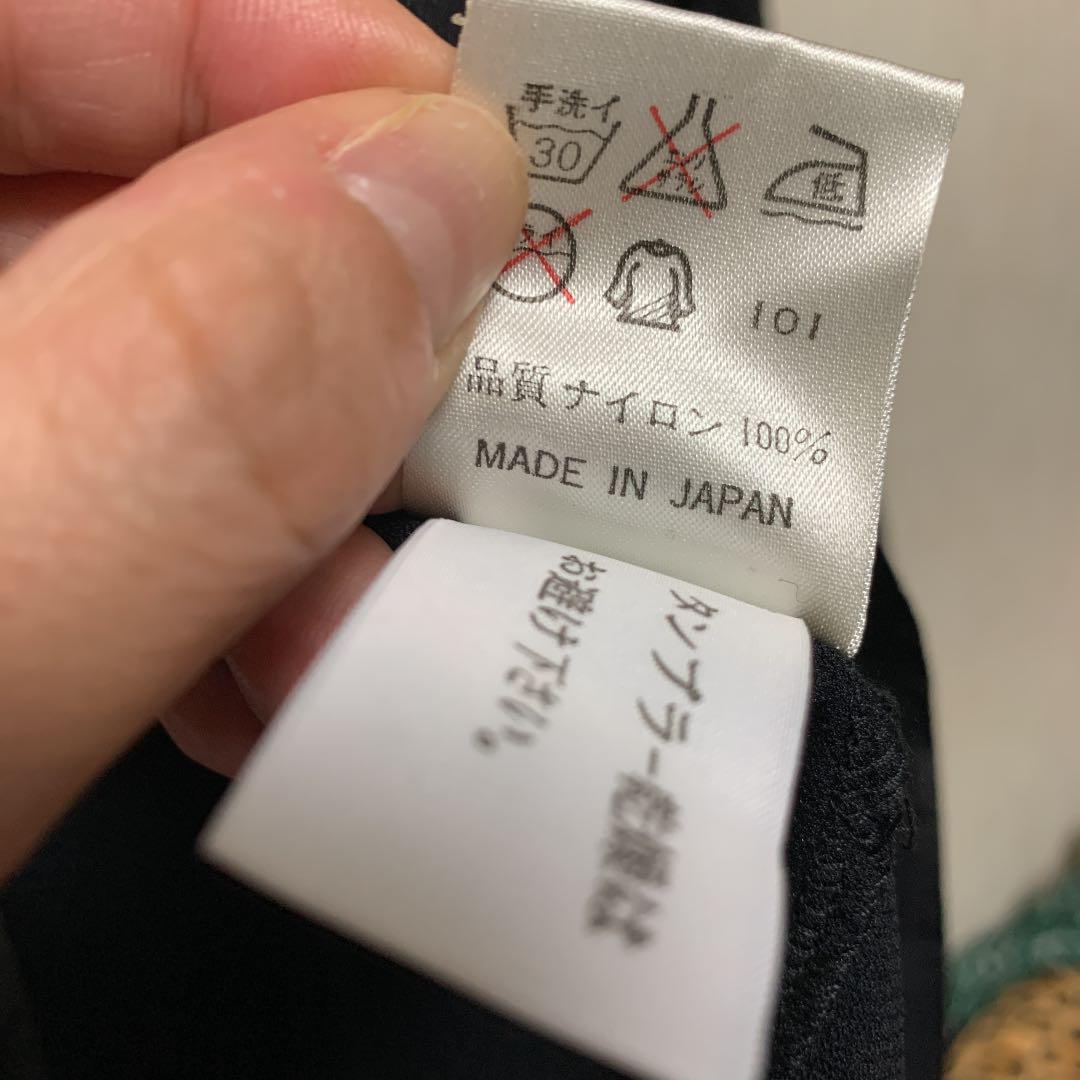 手洗イ
30
低
101
品質 ナイロン 100%
MADE IN JAPAN
タンブラー乾燥は
お避け下さい。